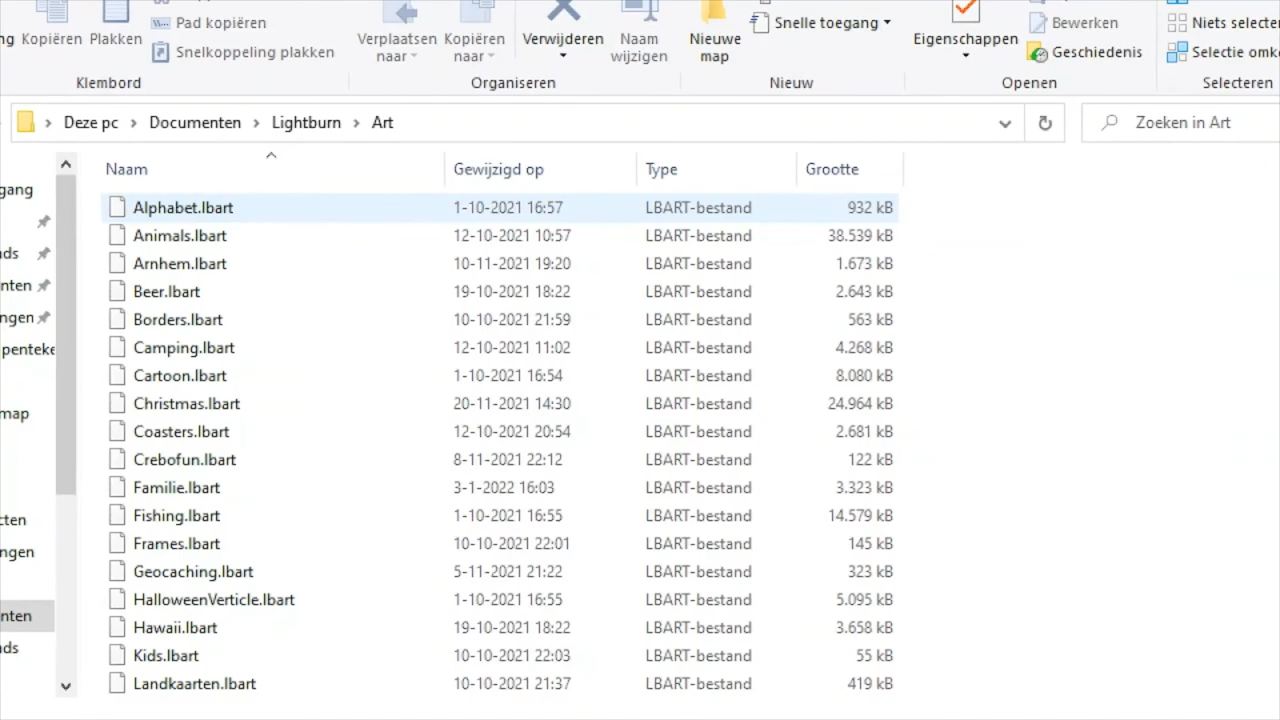 Kopiëren Plakken
Pad kopiëren
Snelkoppeling plakken
Klembord
Verplaatsen naar
Kopiëren naar
Verwijderen
Naam wijzigen
Organiseren
Nieuwe map
Snelle toegang
Nieuw
Eigenschappen
Bewerken
Geschiedenis
Openen
Niets selecte
Selectie omk
Selecteren
Deze pc > Documenten > Lightburn > Art
Zoeken in Art
gang
ds
nten
ngen
penteke
map
cten
ngen
nten
ds
Naam Gewijzigd op Type Grootte
Alphabet.lbart 1-10-2021 16:57 LBART-bestand 932 kB
Animals.lbart 12-10-2021 10:57 LBART-bestand 38.539 kB
Arnhem.lbart 10-11-2021 19:20 LBART-bestand 1.673 kB
Beer.lbart 19-10-2021 18:22 LBART-bestand 2.643 kB
Borders.lbart 10-10-2021 21:59 LBART-bestand 563 kB
Camping.lbart 12-10-2021 11:02 LBART-bestand 4.268 kB
Cartoon.lbart 1-10-2021 16:54 LBART-bestand 8.080 kB
Christmas.lbart 20-11-2021 14:30 LBART-bestand 24.964 kB
Coasters.lbart 12-10-2021 20:54 LBART-bestand 2.681 kB
Crebofun.lbart 8-11-2021 22:12 LBART-bestand 122 kB
Familie.lbart 3-1-2022 16:03 LBART-bestand 3.323 kB
Fishing.lbart 1-10-2021 16:55 LBART-bestand 14.579 kB
Frames.lbart 10-10-2021 22:01 LBART-bestand 145 kB
Geocaching.lbart 5-11-2021 21:22 LBART-bestand 323 kB
HalloweenVerticle.lbart 1-10-2021 16:55 LBART-bestand 5.095 kB
Hawaii.lbart 19-10-2021 18:22 LBART-bestand 3.658 kB
Kids.lbart 10-10-2021 22:03 LBART-bestand 55 kB
Landkaarten.lbart 10-10-2021 21:37 LBART-bestand 419 kB